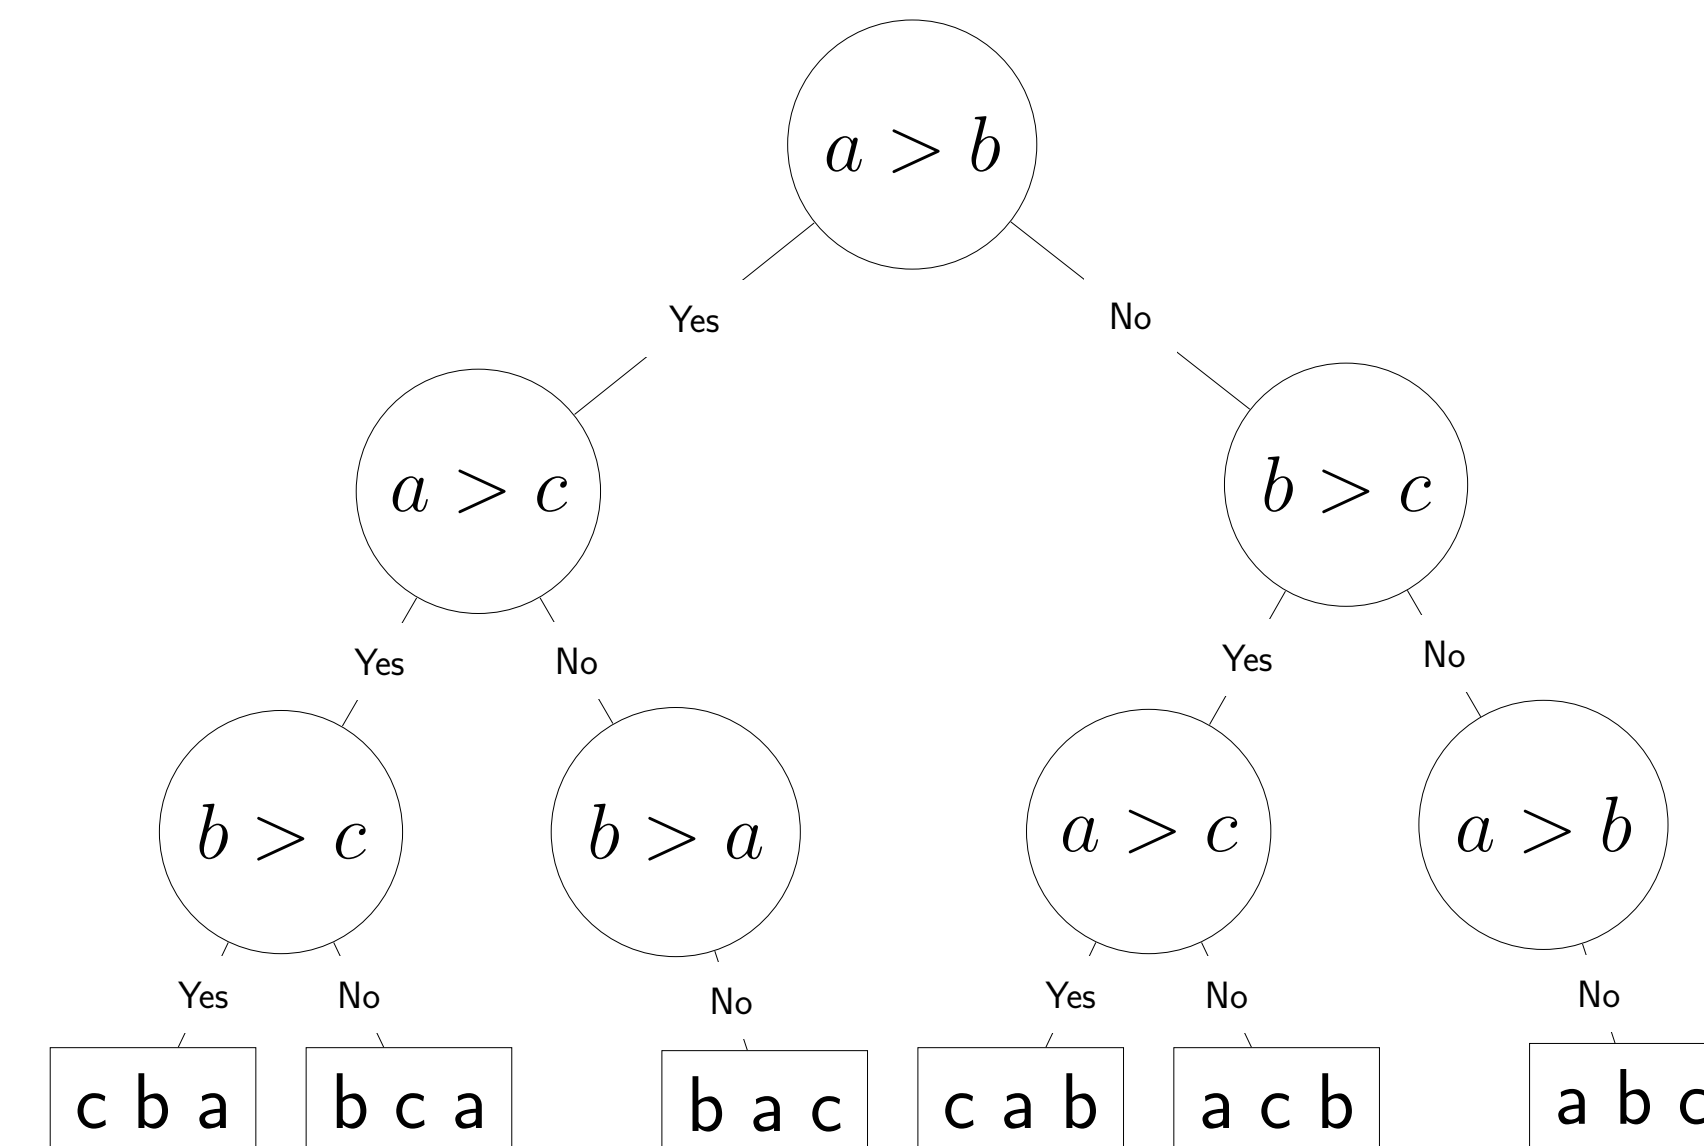 a > b
Yes No
a > c b > c
Yes No Yes No
b > c b > a a > c a > b
Yes No No Yes No No
c b a b c a b a c c a b a c b a b c